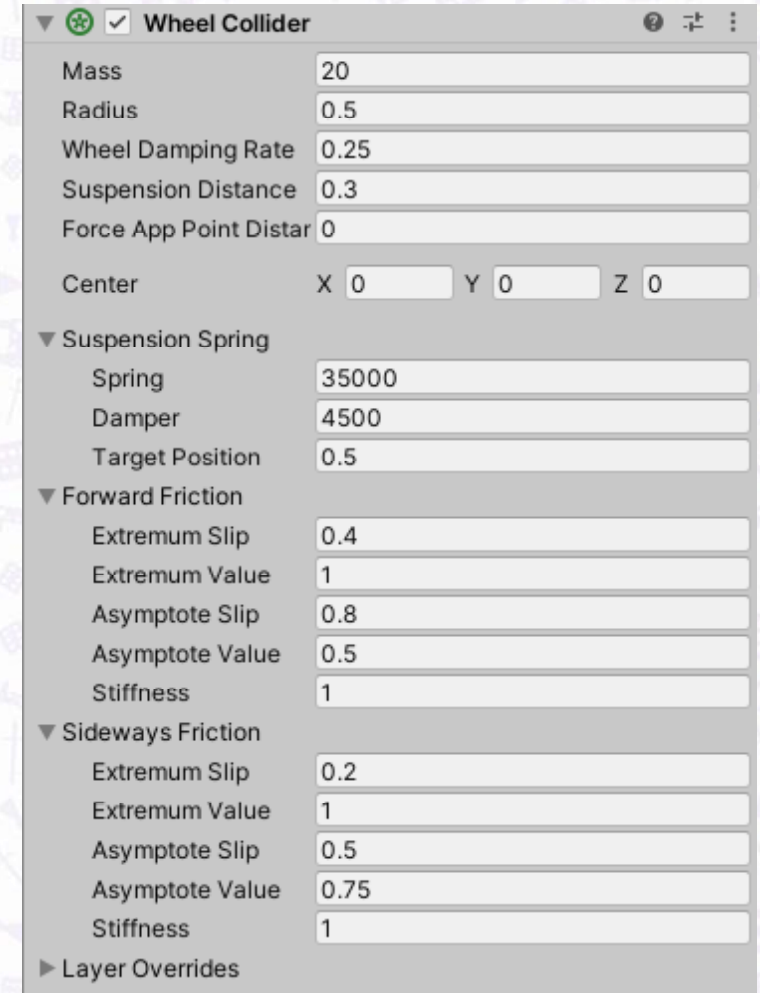 Wheel Collider
Mass 20
Radius 0.5
Wheel Damping Rate 0.25
Suspension Distance 0.3
Force App Point Distar 0
Center X 0 Y 0 Z 0
Suspension Spring
Spring 35000
Damper 4500
Target Position 0.5
Forward Friction
Extremum Slip 0.4
Extremum Value 1
Asymptote Slip 0.8
Asymptote Value 0.5
Stiffness 1
Sideways Friction
Extremum Slip 0.2
Extremum Value 1
Asymptote Slip 0.5
Asymptote Value 0.75
Stiffness 1
Layer Overrides